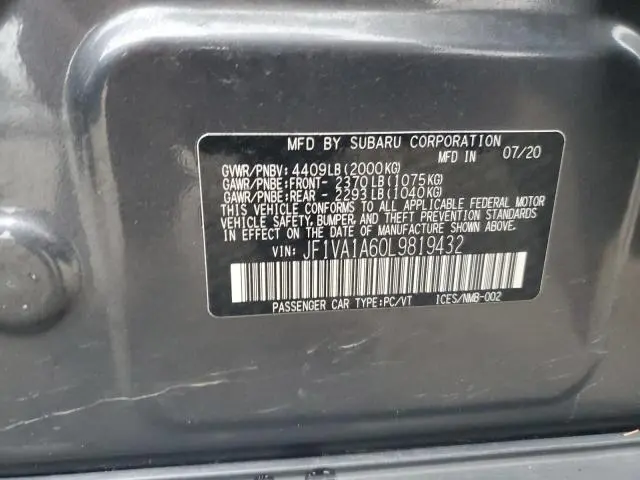 MFD BY SUBARU CORPORATION
MFD IN 07/20
GVWR/PNBV: 4409LB(2000KG)
GAWR/PNBE:FRONT- 2370LB(1075KG)
GAWR/PNBE:REAR - 2293LB(1040KG)
THIS VEHICLE CONFORMS TO ALL APPLICABLE FEDERAL MOTOR
VEHICLE SAFETY, BUMPER, AND THEFT PREVENTION STANDARDS
IN EFFECT ON THE DATE OF MANUFACTURE SHOWN ABOVE.
VIN: JF1VA1A60L9819432
PASSENGER CAR TYPE:PC/VT ICES/NMB-002